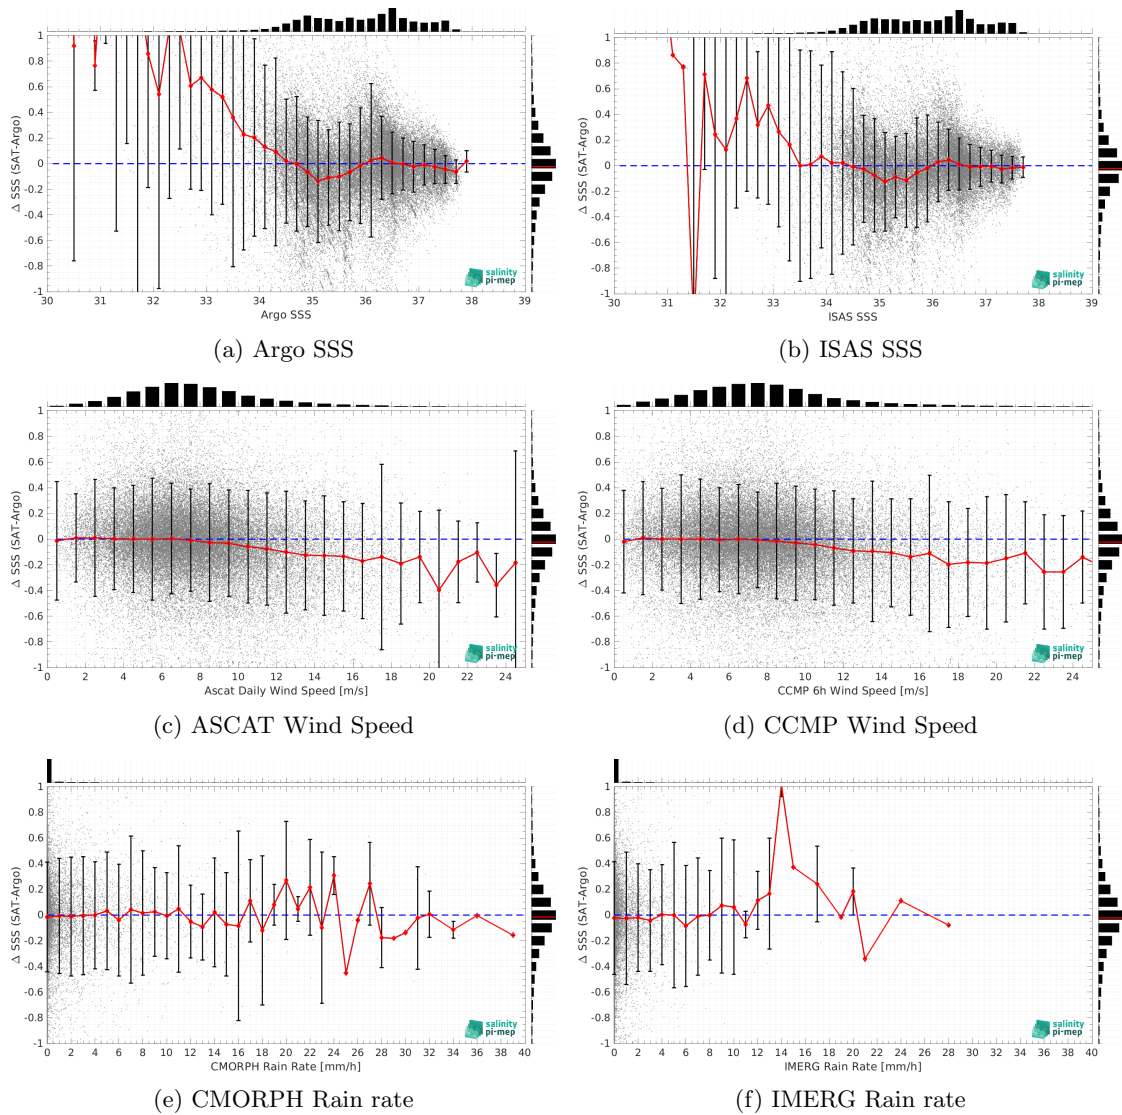 1
0.8
0.6
0.4
0.2
0
-0.2
-0.4
-0.6
-0.8
-1
Δ SSS (SAT-Argo)
30 31 32 33 34 35 36 37 38 39
Argo SSS
salinity
pi-mep
(a) Argo SSS
1
0.8
0.6
0.4
0.2
0
-0.2
-0.4
-0.6
-0.8
-1
Δ SSS (SAT-Argo)
30 31 32 33 34 35 36 37 38 39
ISAS SSS
salinity
pi-mep
(b) ISAS SSS
1
0.8
0.6
0.4
0.2
0
-0.2
-0.4
-0.6
-0.8
-1
Δ SSS (SAT-Argo)
0 2 4 6 8 10 12 14 16 18 20 22 24
Ascat Daily Wind Speed [m/s]
salinity
pi-mep
(c) ASCAT Wind Speed
1
0.8
0.6
0.4
0.2
0
-0.2
-0.4
-0.6
-0.8
-1
Δ SSS (SAT-Argo)
0 2 4 6 8 10 12 14 16 18 20 22 24
CCMP 6h Wind Speed [m/s]
salinity
pi-mep
(d) CCMP Wind Speed
1
0.8
0.6
0.4
0.2
0
-0.2
-0.4
-0.6
-0.8
-1
Δ SSS (SAT-Argo)
0 2 4 6 8 10 12 14 16 18 20 22 24 26 28 30 32 34 36 38 40
CMORPH Rain Rate [mm/h]
salinity
pi-mep
(e) CMORPH Rain rate
1
0.8
0.6
0.4
0.2
0
-0.2
-0.4
-0.6
-0.8
-1
Δ SSS (SAT-Argo)
0 2 4 6 8 10 12 14 16 18 20 22 24 26 28 30 32 34 36 38 40
IMERG Rain Rate [mm/h]
salinity
pi-mep
(f) IMERG Rain rate